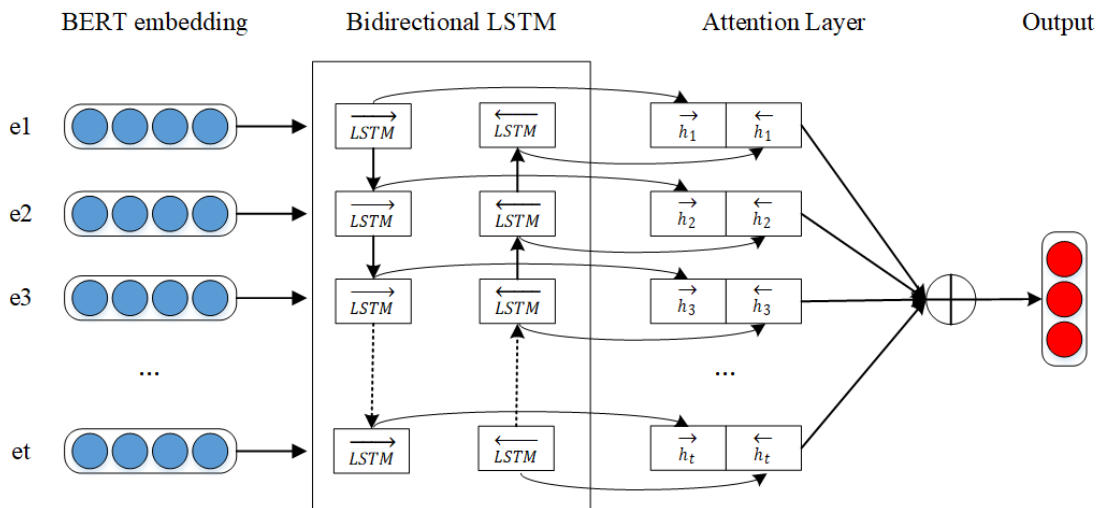 BERT embedding Bidirectional LSTM Attention Layer Output
e1 LSTM LSTM h₁ h₁
e2 LSTM LSTM h₂ h₂
e3 LSTM LSTM h₃ h₃
... ...
et LSTM LSTM hₜ hₜ